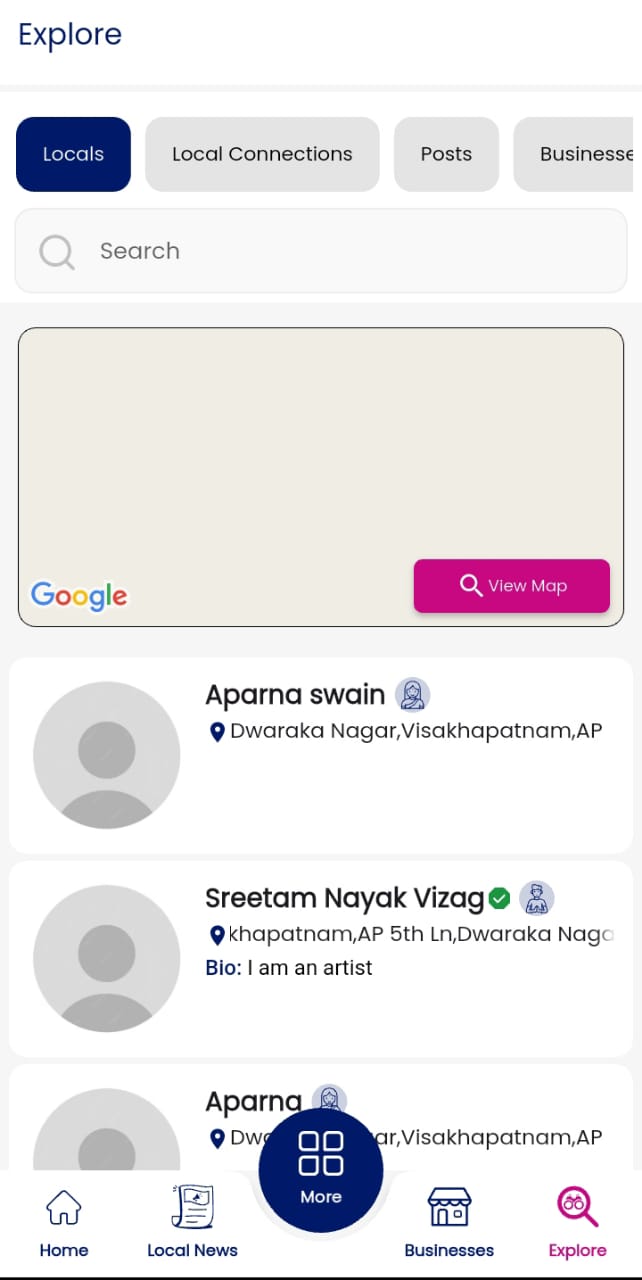 Explore
Locals Local Connections Posts Businesse
Search
Google
View Map
Aparna swain
Dwaraka Nagar,Visakhapatnam,AP
Sreetam Nayak Vizag
khapatnam,AP 5th Ln,Dwaraka Naga
Bio: I am an artist
Aparna
Dwa ar,Visakhapatnam,AP
More
Home Local News Businesses Explore